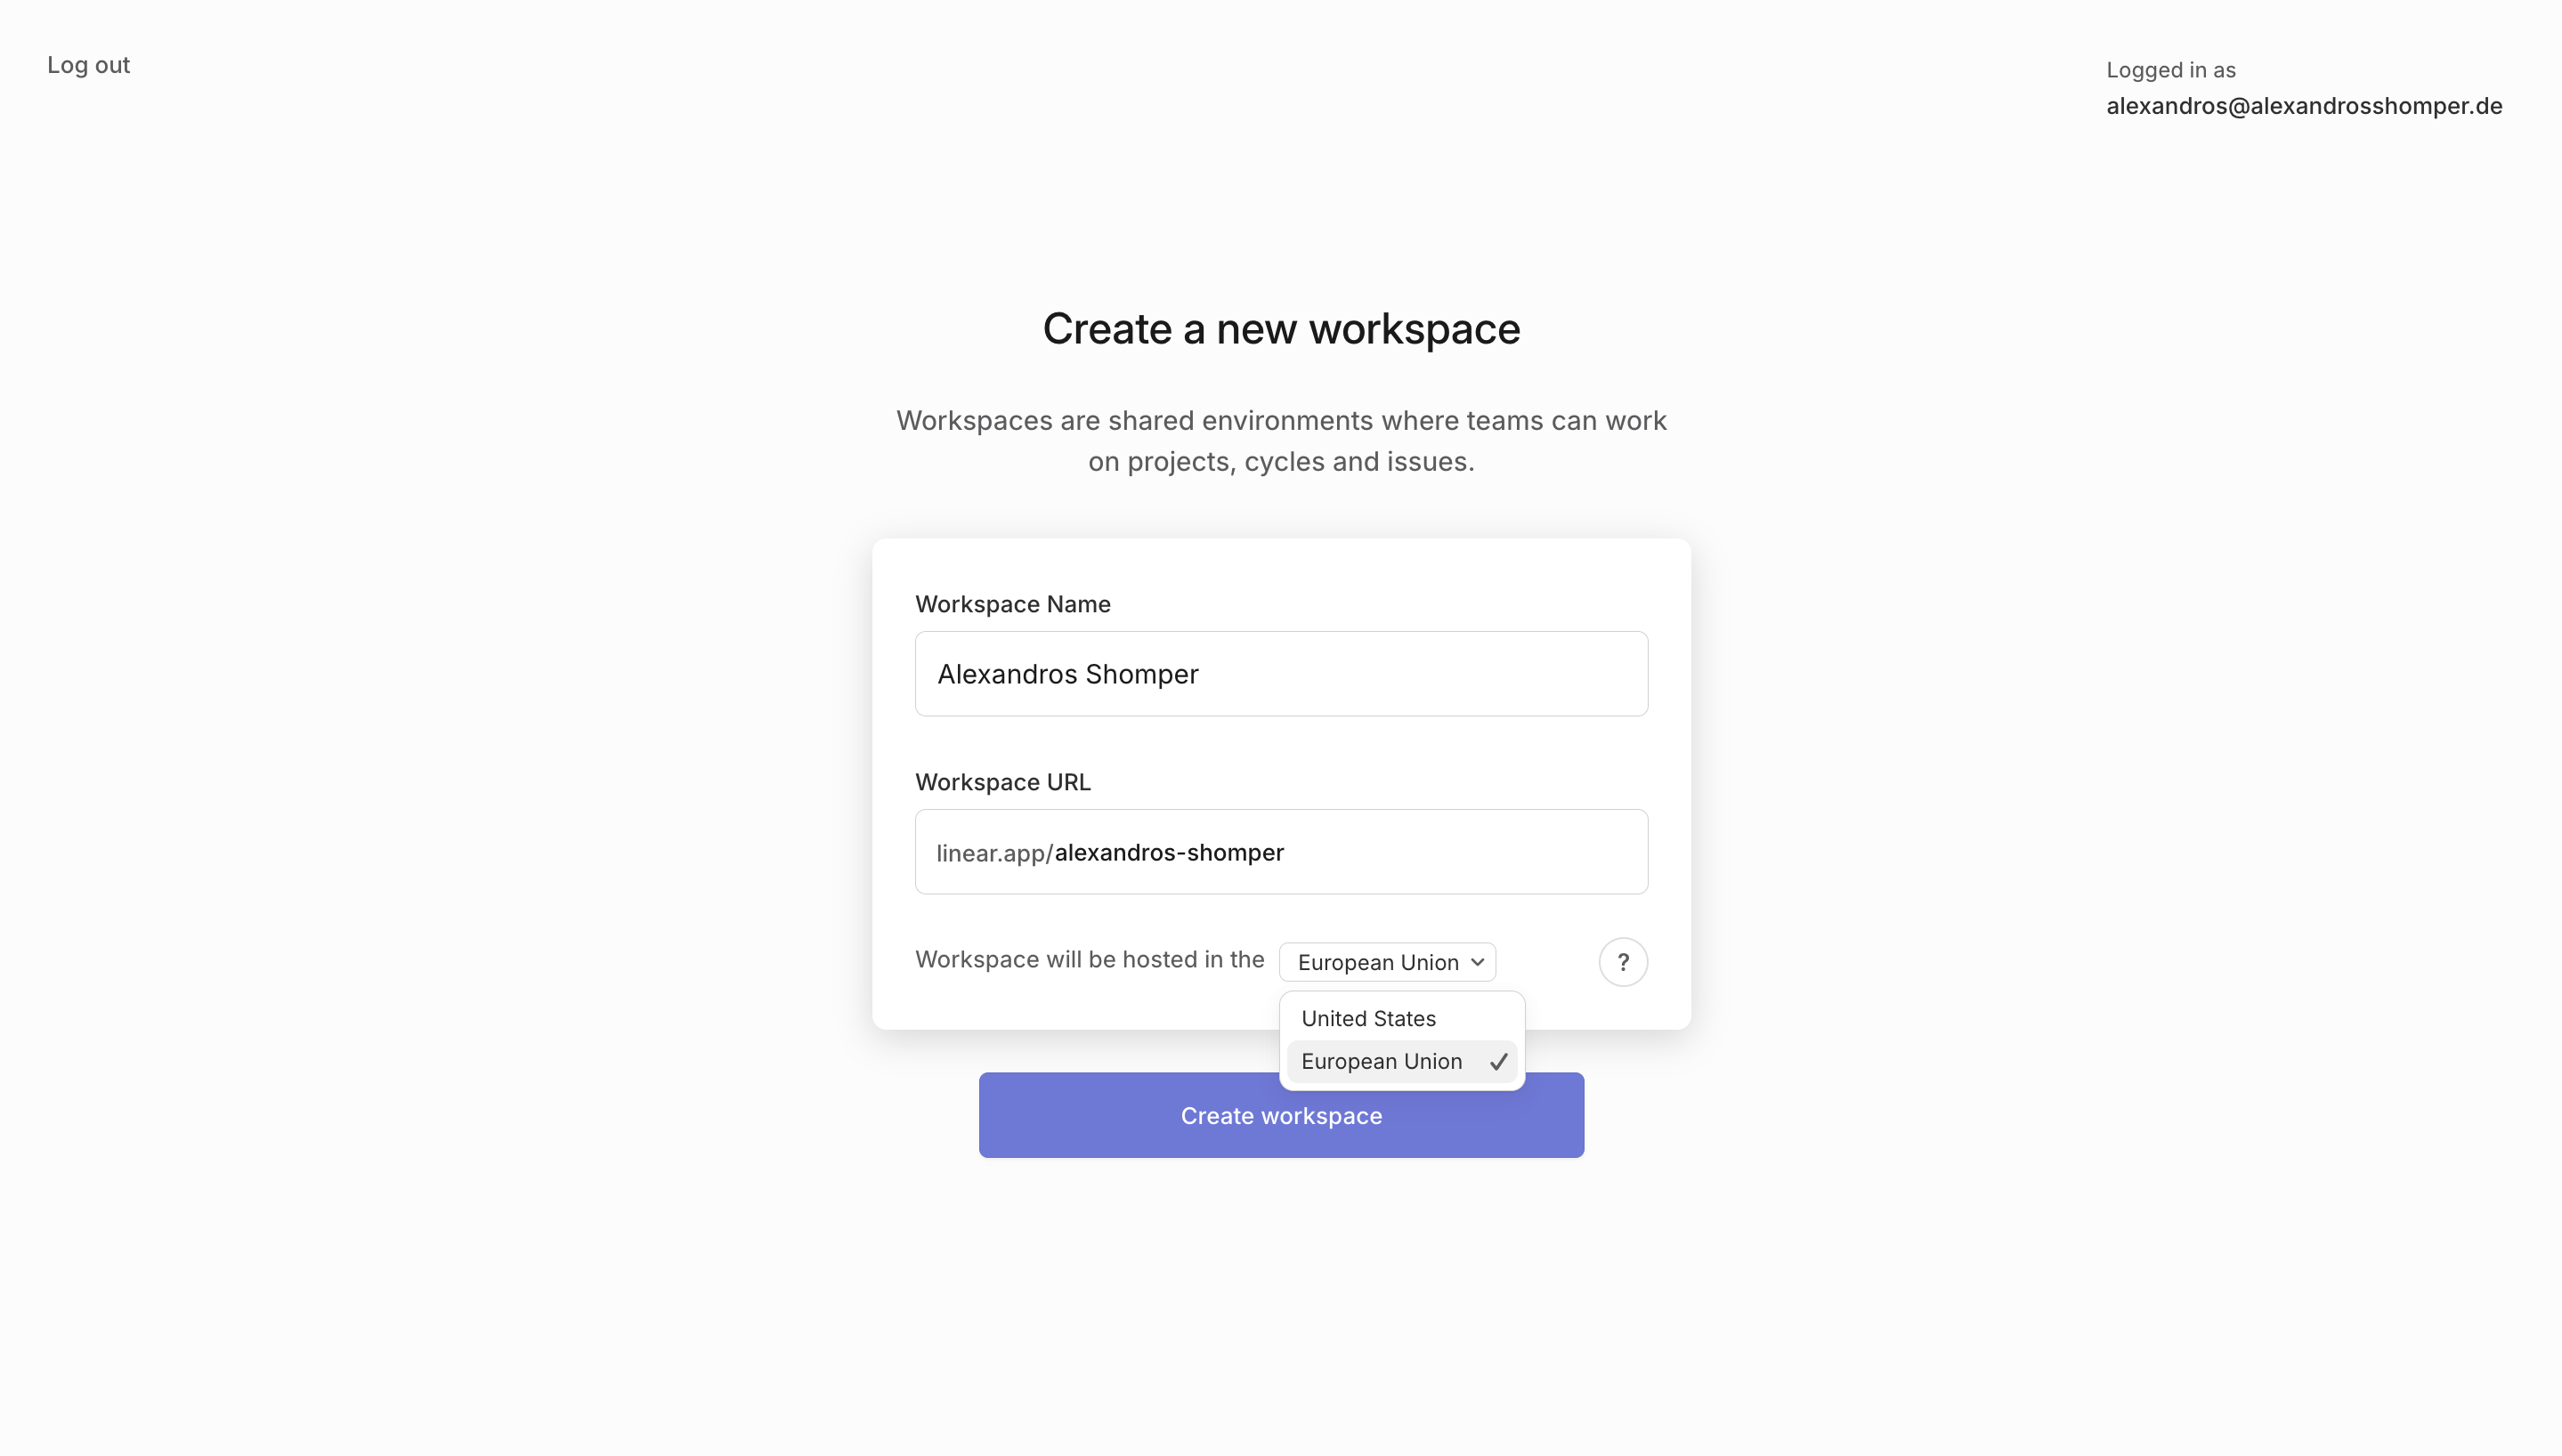 Log out
Logged in as
alexandros@alexandrosshomper.de
Create a new workspace
Workspaces are shared environments where teams can work
on projects, cycles and issues.
Workspace Name
Alexandros Shomper
Workspace URL
linear.app/alexandros-shomper
Workspace will be hosted in the European Union ?
United States
European Union
Create workspace